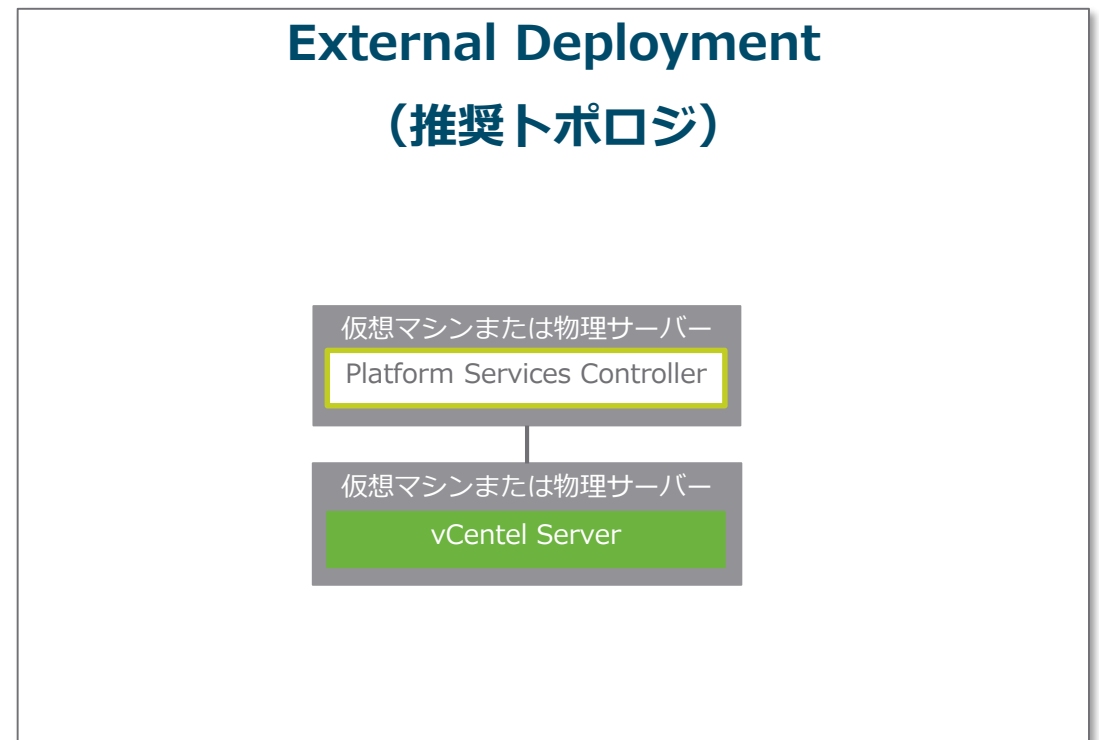 External Deployment
（推奨トポロジ）
仮想マシンまたは物理サーバー
Platform Services Controller
仮想マシンまたは物理サーバー
vCentel Server